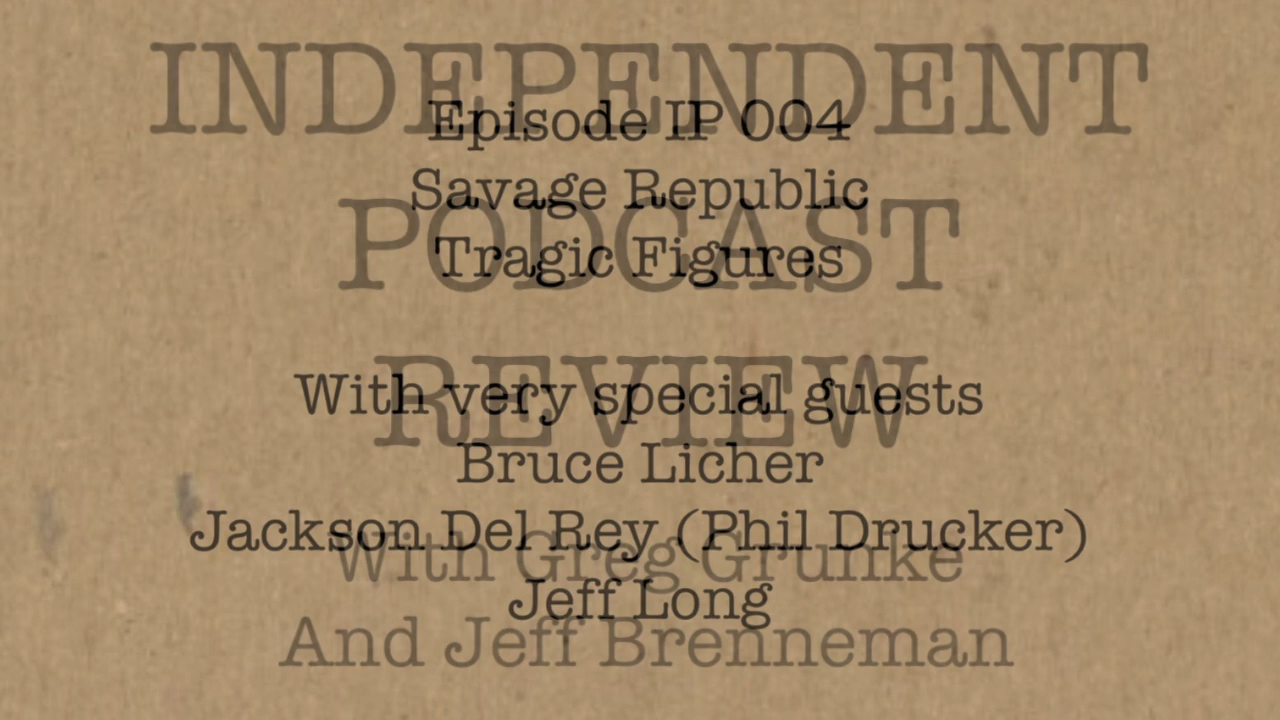 INDEPENDENT
Episode IP 004
Savage Republic
PODCAST
Tragic Figures
REVIEW
With very special guests
Bruce Licher
Jackson Del Rey (Phil Drucker)
With Greg Grunke
Jeff Long
And Jeff Brenneman